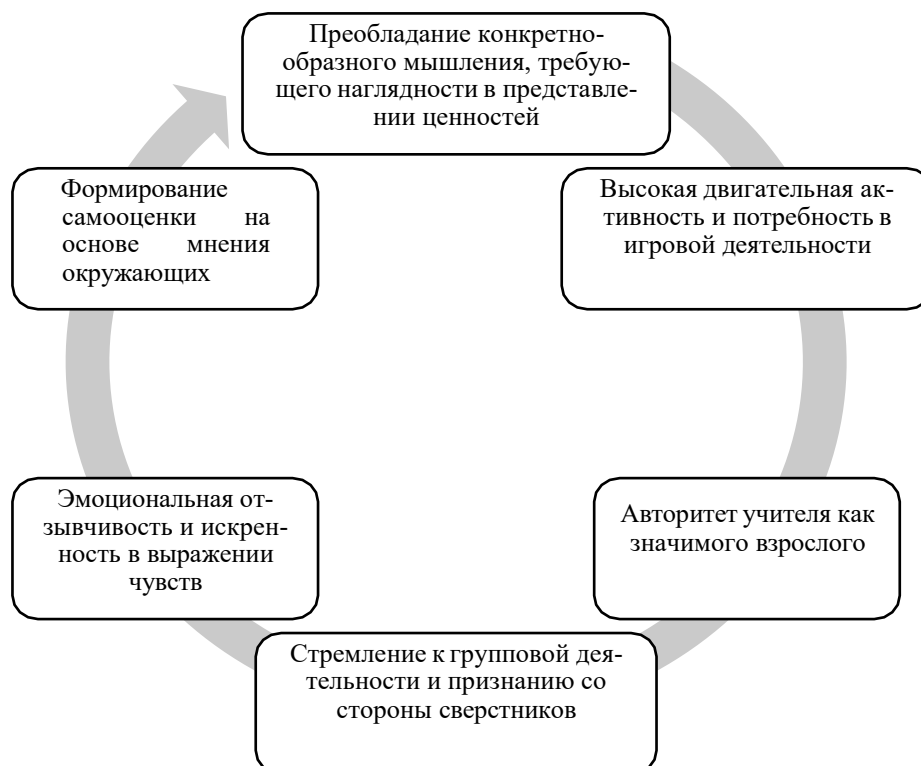 Преобладание конкретно-
образного мышления, требую-
щего наглядности в представле-
нии ценностей
Высокая двигательная ак-
тивность и потребность в
игровой деятельности
Авторитет учителя как
значимого взрослого
Стремление к групповой дея-
тельности и признанию со
стороны сверстников
Эмоциональная от-
зывчивость и искрен-
ность в выражении
чувств
Формирование
самооценки на
основе мнения
окружающих